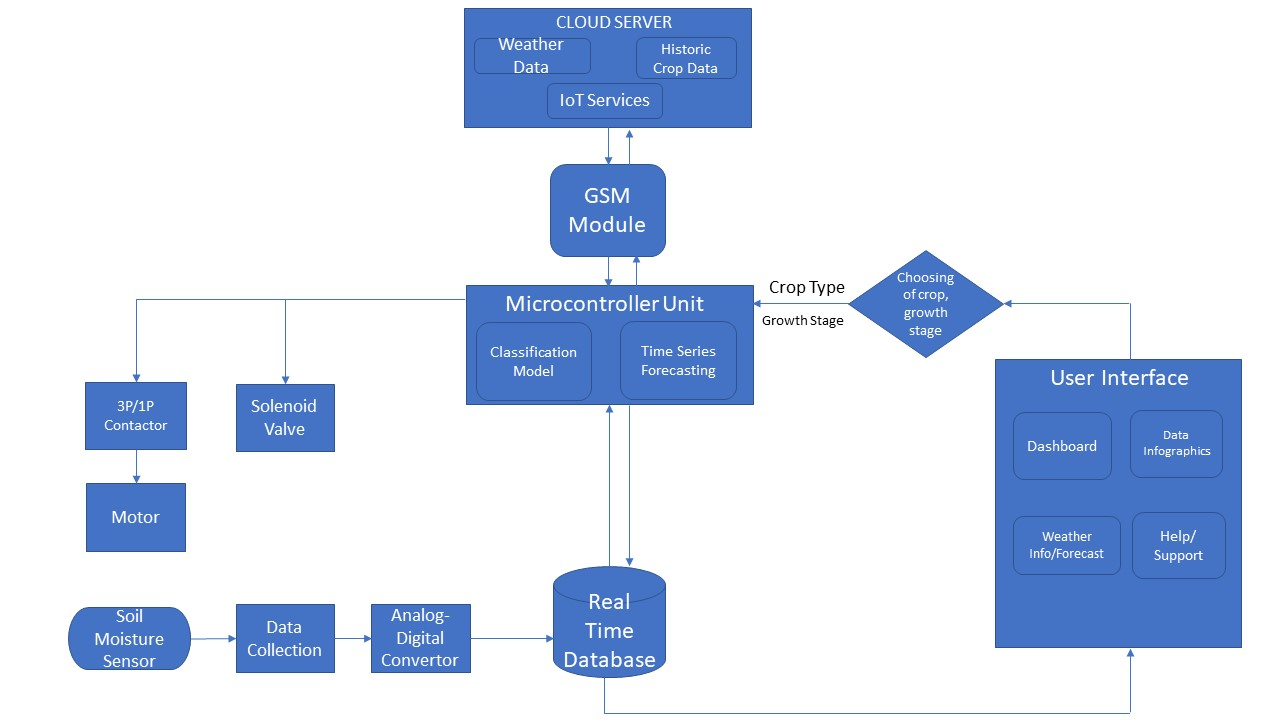 CLOUD SERVER
Weather
Data
Historic
Crop Data
IoT Services
GSM
Module
Microcontroller Unit
Classification
Model
Time Series
Forecasting
Crop Type
Growth Stage
Choosing
of crop,
growth
stage
User Interface
Dashboard
Data
Infographics
Weather
Info/Forecast
Help/
Support
3P/1P
Contactor
Solenoid
Valve
Motor
Soil
Moisture
Sensor
Data
Collection
Analog-
Digital
Convertor
Real
Time
Database